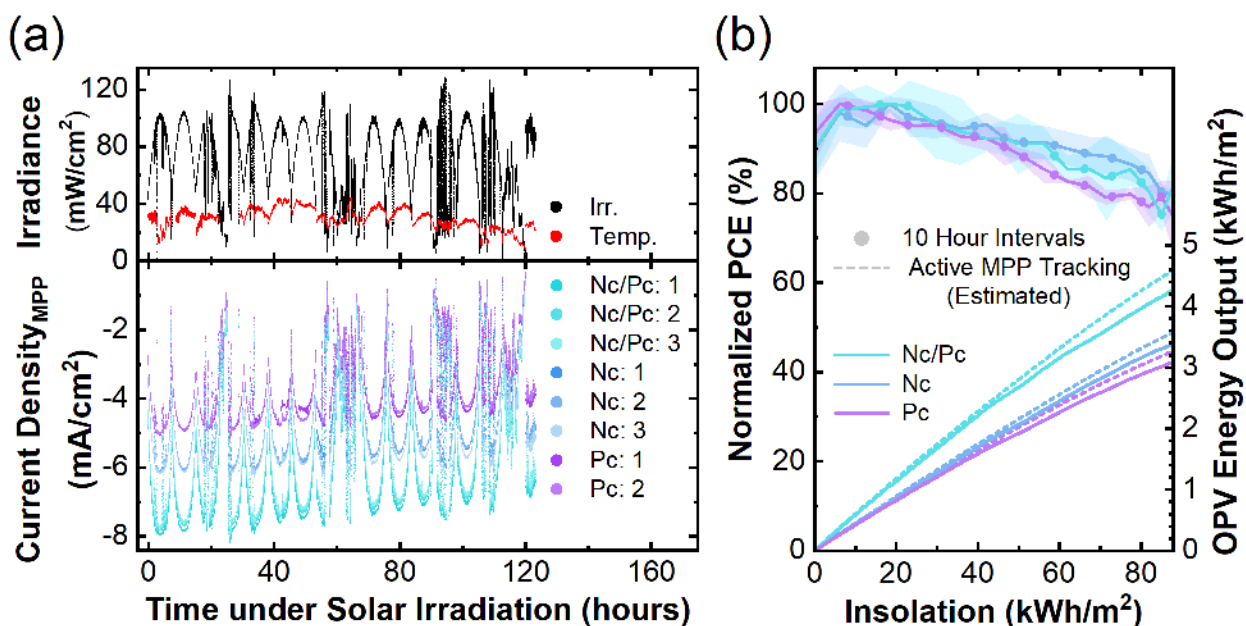 (a)
Irradiance
(mW/cm²)
120
80
40
0
Irr.
Temp.
Current Density_MPP
(mA/cm²)
-2
-4
-6
-8
Nc/Pc: 1
Nc/Pc: 2
Nc/Pc: 3
Nc: 1
Nc: 2
Nc: 3
Pc: 1
Pc: 2
0
40
80
120
160
Time under Solar Irradiation (hours)
(b)
Normalized PCE (%)
100
80
60
40
20
0
10 Hour Intervals
Active MPP Tracking
(Estimated)
Nc/Pc
Nc
Pc
5
4
3
2
1
0
OPV Energy Output (kWh/m²)
0
20
40
60
80
Insolation (kWh/m²)